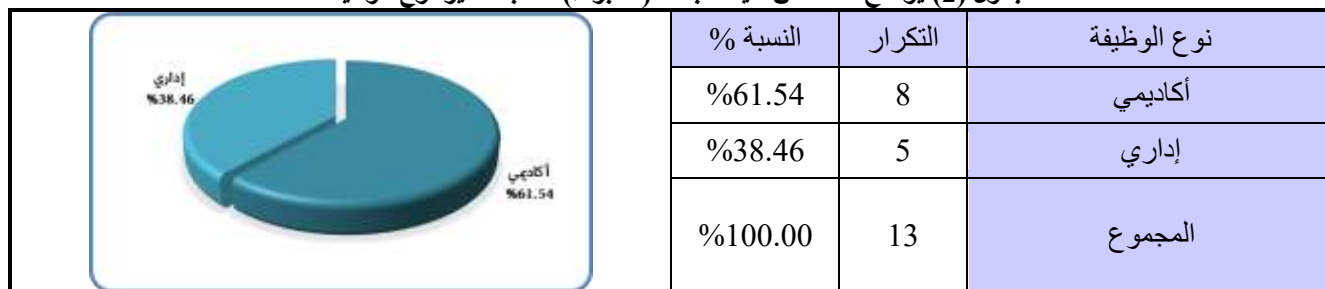 نوع الوظيفة التكرار النسبة %
أكاديمي 8 %61.54
إداري 5 %38.46
المجموع 13 %100.00
إداري
%38.46
أكاديمي
%61.54